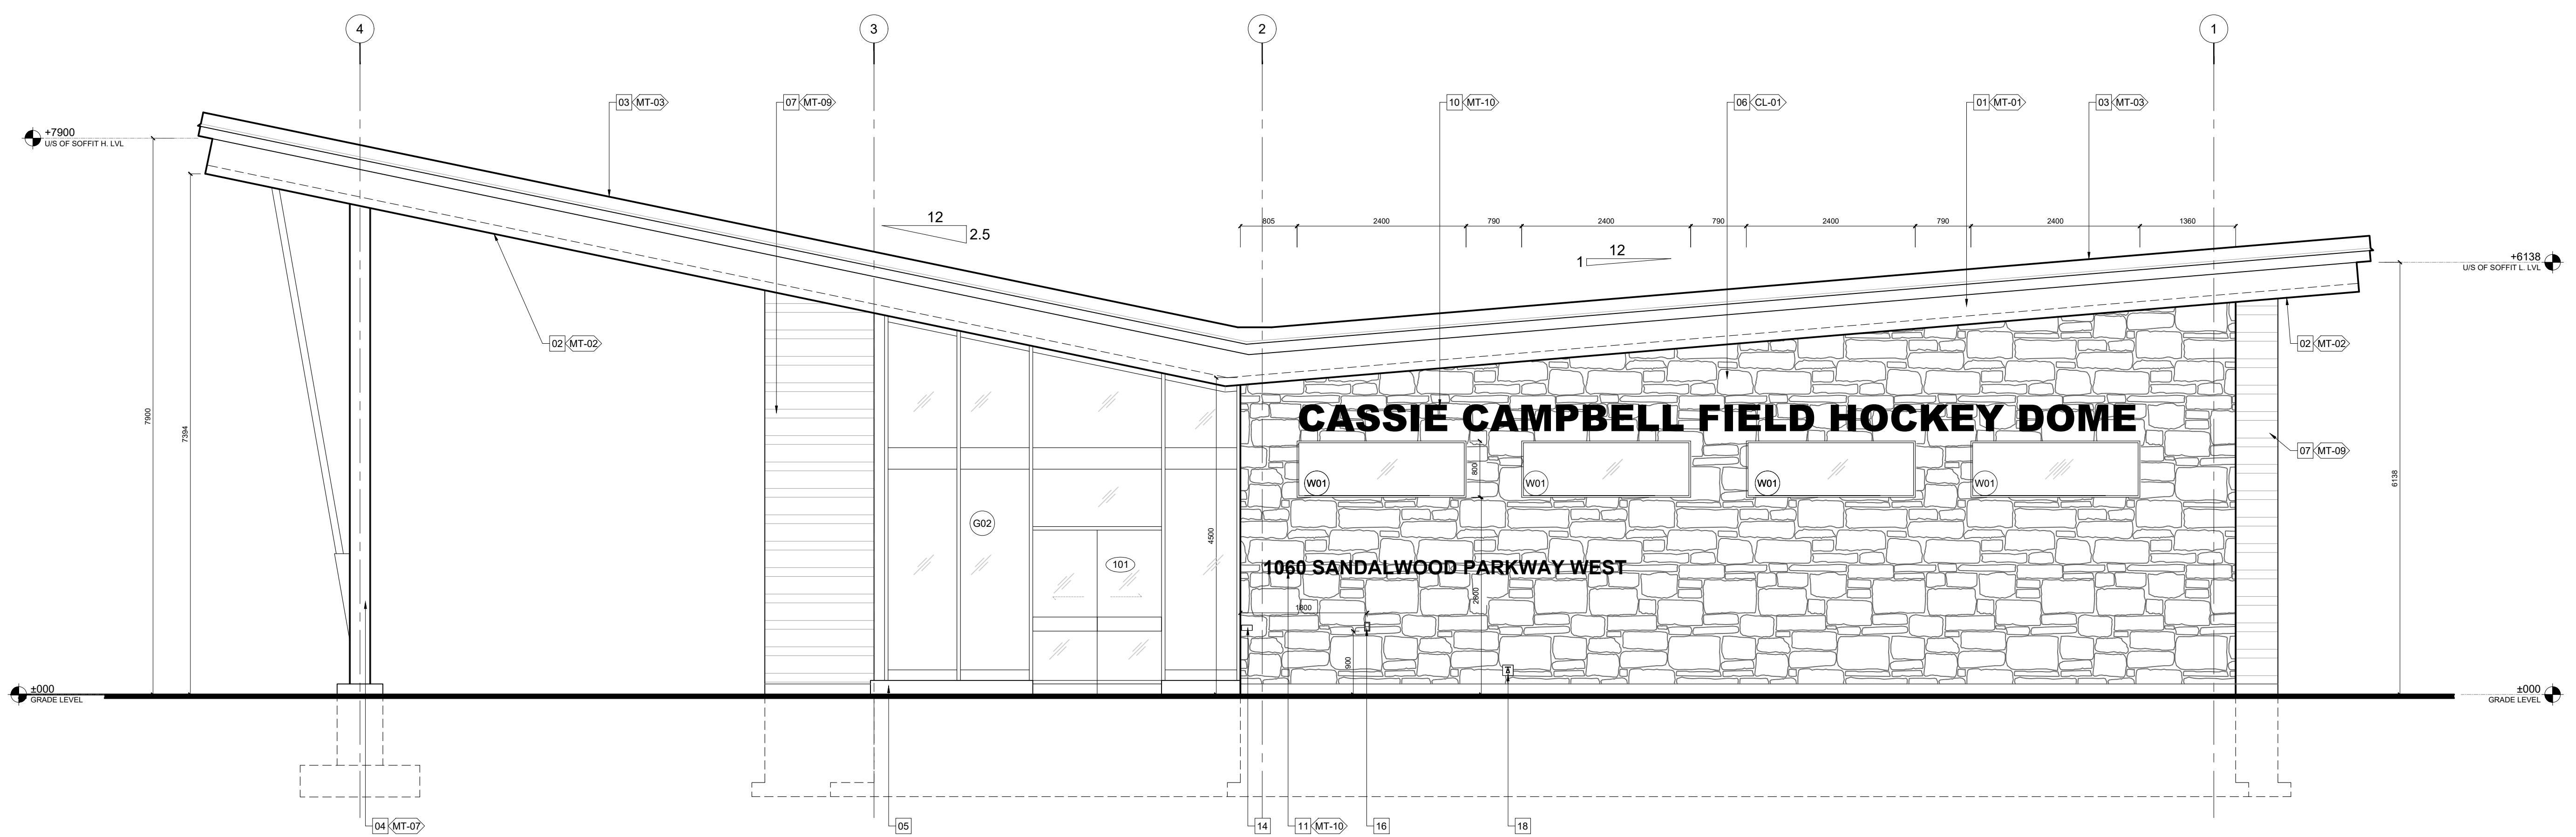 4
3
2
1
03 MT-03
07 MT-09
10 MT-10
06 CL-01
01 MT-01
03 MT-03
+7900
U/S OF SOFFIT H. LVL
12
2.5
805
2400
790
2400
790
2400
790
2400
1360
12
1
+6138
U/S OF SOFFIT L. LVL
02 MT-02
02 MT-02
7900
7394
CASSIE CAMPBELL FIELD HOCKEY DOME
07 MT-09
800
W01
W01
W01
W01
6138
G02
4500
101
1060 SANDALWOOD PARKWAY WEST
2800
1800
900
±000
GRADE LEVEL
±000
GRADE LEVEL
04 MT-07
05
14
11 MT-10
16
18